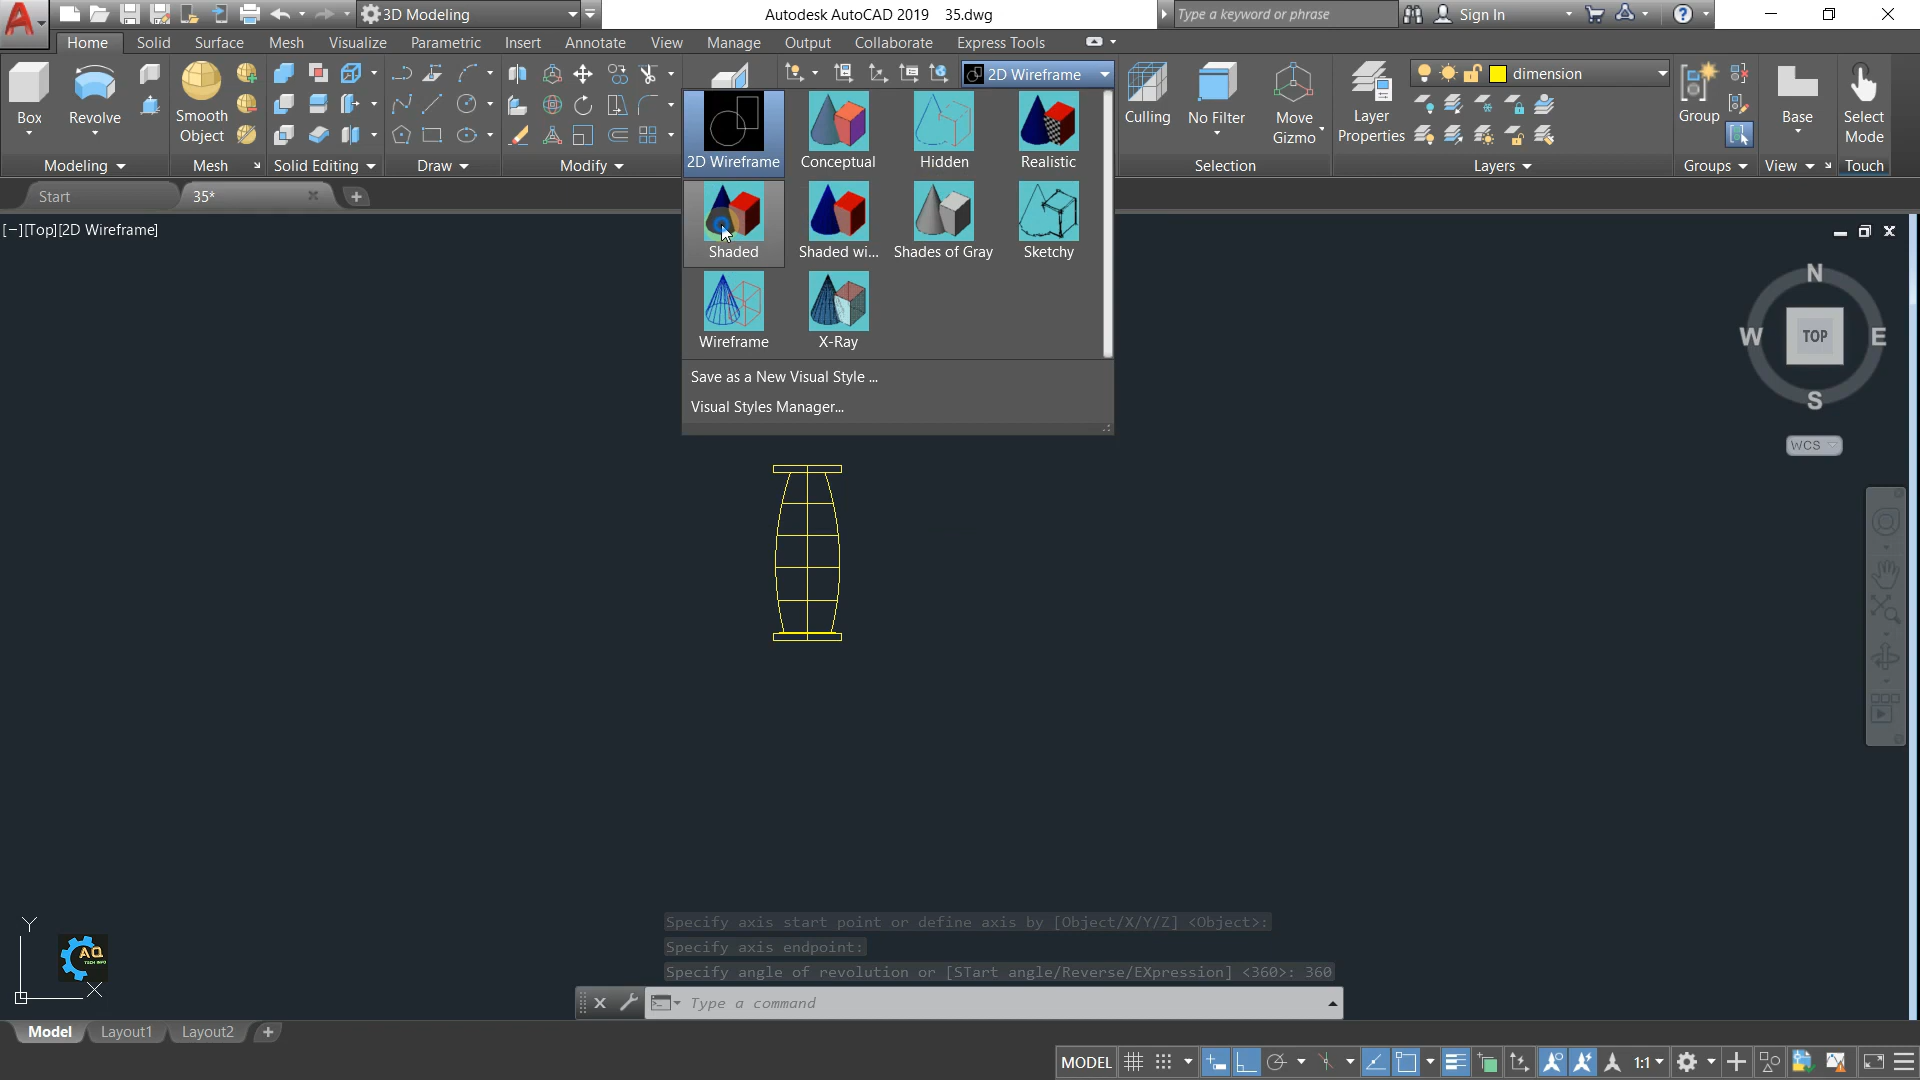 3D Modeling
Autodesk AutoCAD 2019 35.dwg
Type a keyword or phrase
Sign In
Home Solid Surface Mesh Visualize Parametric Insert Annotate View Manage Output Collaborate Express Tools
2D Wireframe
dimension
Box
Revolve
Smooth Object
Culling
No Filter
Move Gizmo
Layer Properties
Group
Base
Select Mode
Modeling
Mesh
Solid Editing
Draw
Modify
Selection
Layers
Groups
View
Touch
2D Wireframe
Conceptual
Hidden
Realistic
Shaded
Shaded wi...
Shades of Gray
Sketchy
Wireframe
X-Ray
Save as a New Visual Style ...
Visual Styles Manager...
Start
35*
[−][Top][2D Wireframe]
N
W
TOP
E
S
WCS
Y
X
AQ
TECH INFO
Specify axis start point or define axis by [Object/X/Y/Z] <Object>:
Specify axis endpoint:
Specify angle of revolution or [STart angle/Reverse/EXpression] <360>: 360
Type a command
Model
Layout1
Layout2
MODEL
1:1